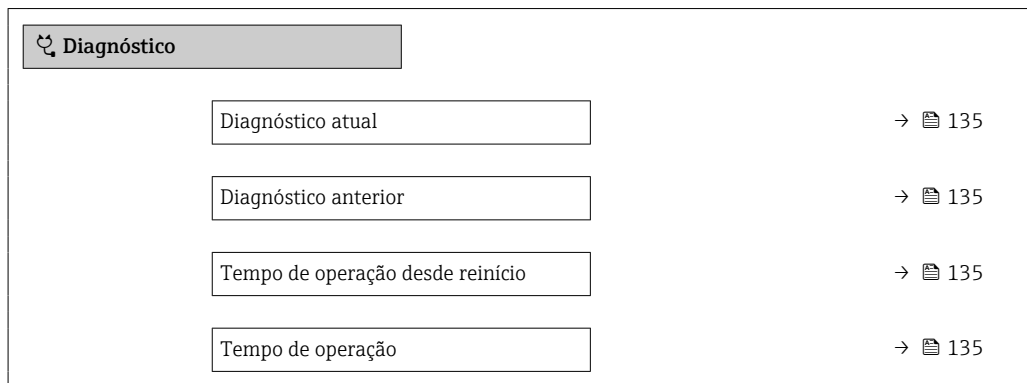 Diagnóstico
Diagnóstico atual → 135
Diagnóstico anterior → 135
Tempo de operação desde reinício → 135
Tempo de operação → 135